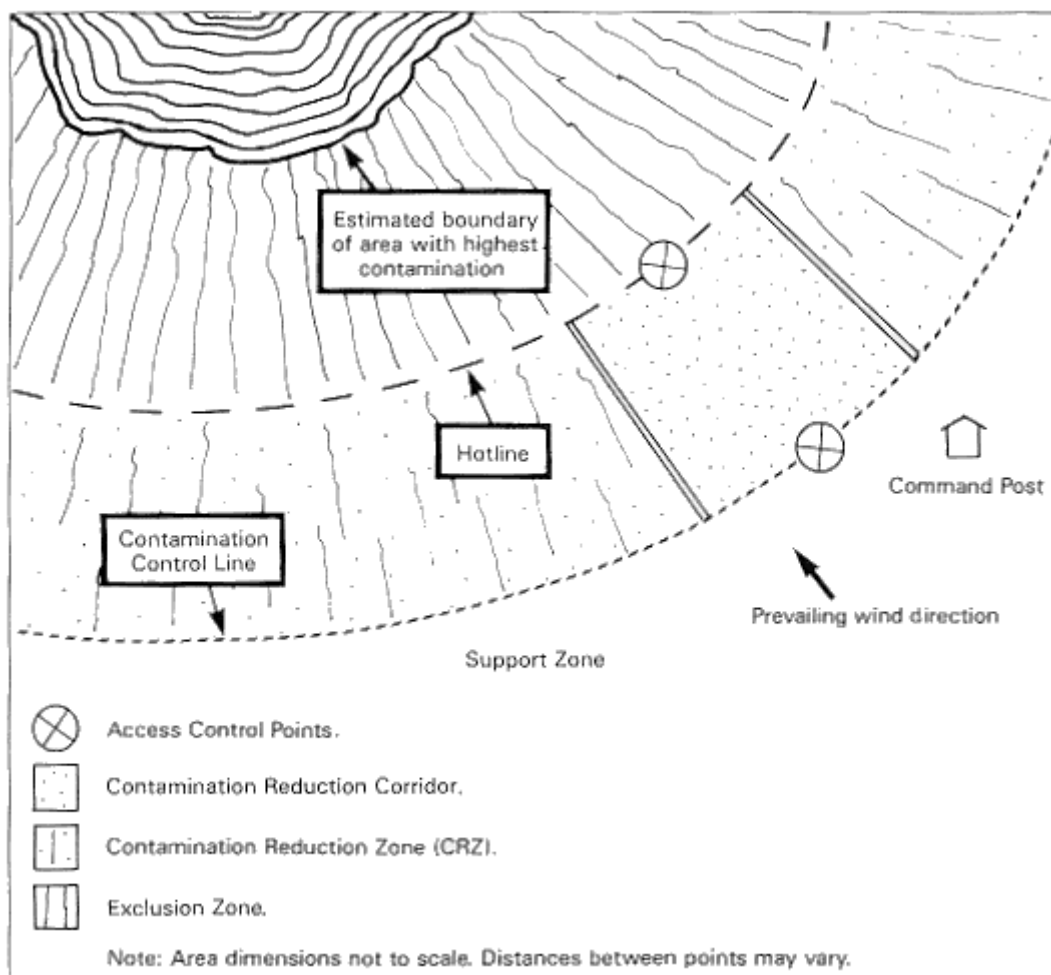 Estimated boundary
of area with highest
contamination
Hotline
Command Post
Contamination
Control Line
Prevailing wind direction
Support Zone
Access Control Points.
Contamination Reduction Corridor.
Contamination Reduction Zone (CRZ).
Exclusion Zone.
Note: Area dimensions not to scale. Distances between points may vary.